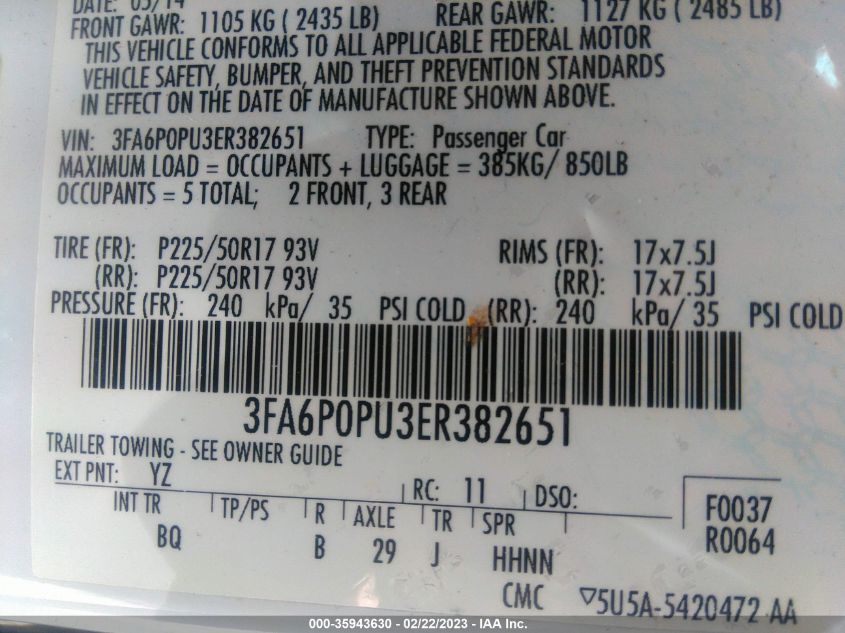 DATE: 05/14
FRONT GAWR: 1105 KG ( 2435 LB) REAR GAWR: 1127 KG ( 2485 LB)
THIS VEHICLE CONFORMS TO ALL APPLICABLE FEDERAL MOTOR
VEHICLE SAFETY, BUMPER, AND THEFT PREVENTION STANDARDS
IN EFFECT ON THE DATE OF MANUFACTURE SHOWN ABOVE.
VIN: 3FA6P0PU3ER382651 TYPE: Passenger Car
MAXIMUM LOAD = OCCUPANTS + LUGGAGE = 385KG/ 850LB
OCCUPANTS = 5 TOTAL; 2 FRONT, 3 REAR
TIRE (FR): P225/50R17 93V RIMS (FR): 17x7.5J
(RR): P225/50R17 93V (RR): 17x7.5J
PRESSURE (FR): 240 kPa/ 35 PSI COLD (RR): 240 kPa/ 35 PSI COLD
3FA6P0PU3ER382651
TRAILER TOWING - SEE OWNER GUIDE
EXT PNT: YZ RC: 11 DSO:
INT TR TP/PS R AXLE TR SPR
BQ B 29 J HHNN
F0037
R0064
CMC ▽5U5A-5420472 AA
000-35943630 - 02/22/2023 - IAA Inc.